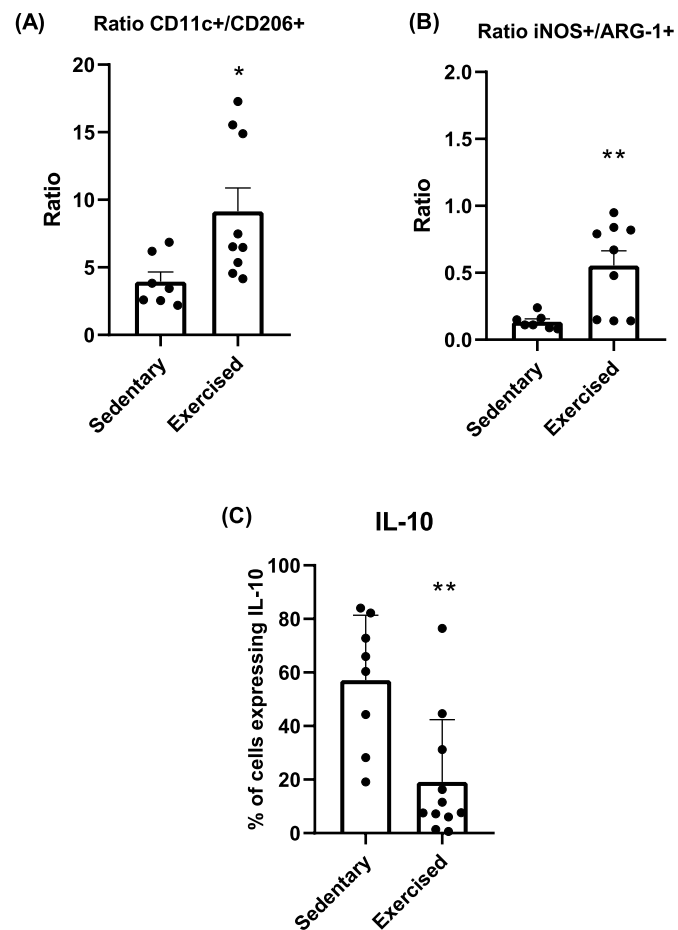 (A)
Ratio CD11c+/CD206+
20
15
10
5
0
Ratio
*
Sedentary
Exercised
(B)
Ratio iNOS+/ARG-1+
2.0
1.5
1.0
0.5
0.0
Ratio
**
Sedentary
Exercised
(C)
IL-10
100
80
60
40
20
0
% of cells expressing IL-10
**
Sedentary
Exercised